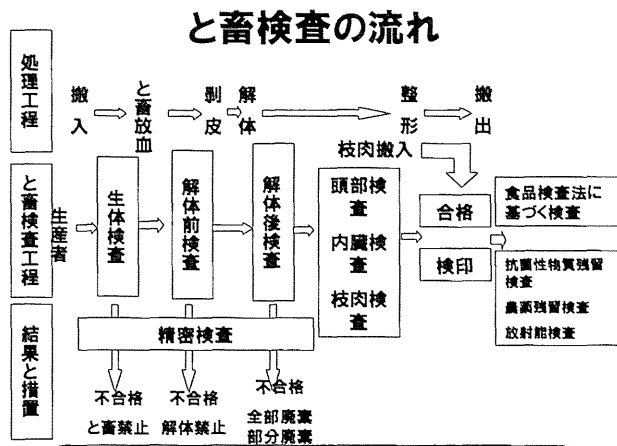 と畜検査の流れ
処理工程
搬入
と畜放血
剥皮
解体
整形
搬出
枝肉搬入
と畜検査工程
生産者
生体検査
解体前検査
解体後検査
頭部検
査
内臓検
査
枝肉検
査
合格
検印
食品検査法に
基づく検査
抗菌性物質残留
検査
農薬残留検査
放射能検査
結果と措置
精密検査
不合格
と畜禁止
不合格
解体禁止
不合格
全部廃棄
部分廃棄